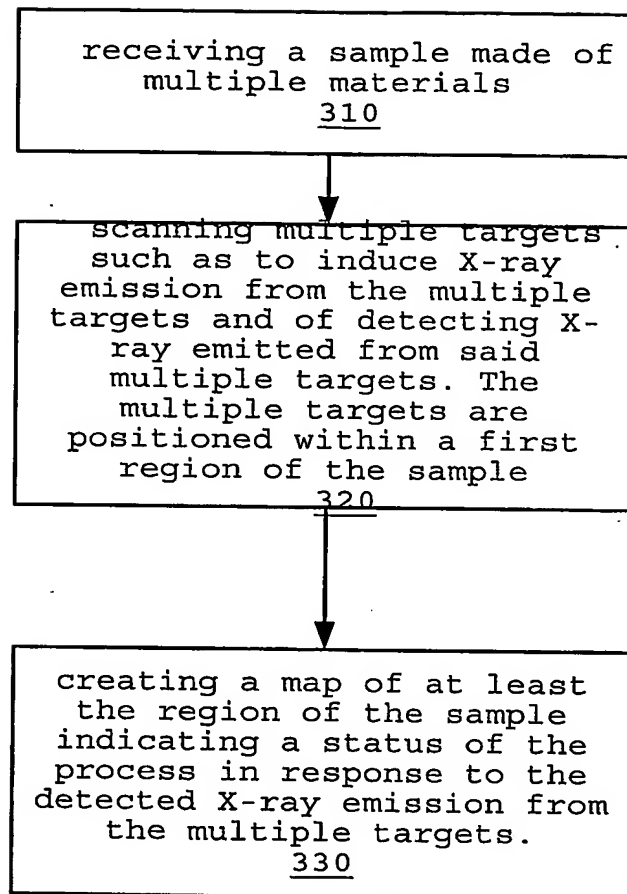 receiving a sample made of
multiple materials
310
scanning multiple targets
such as to induce X-ray
emission from the multiple
targets and of detecting X-
ray emitted from said
multiple targets. The
multiple targets are
positioned within a first
region of the sample
320
creating a map of at least
the region of the sample
indicating a status of the
process in response to the
detected X-ray emission from
the multiple targets.
330